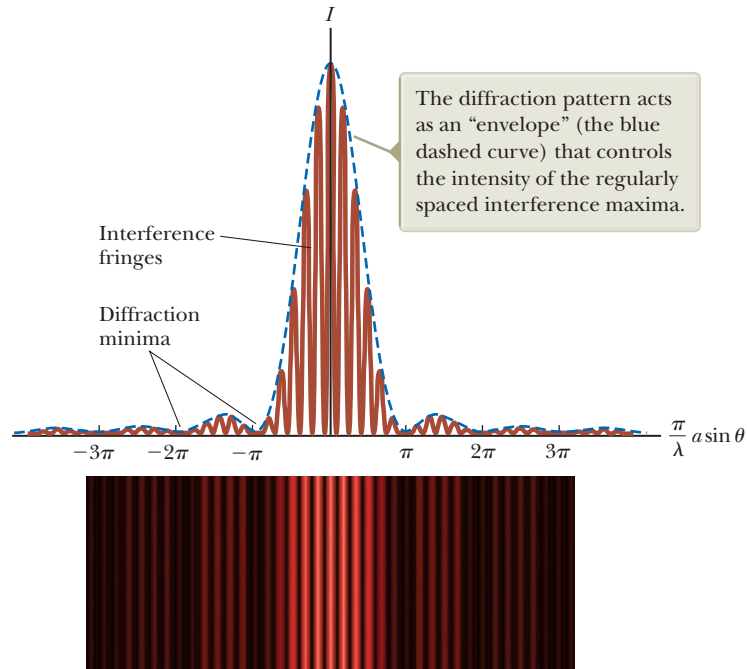 I
The diffraction pattern acts
as an “envelope” (the blue
dashed curve) that controls
the intensity of the regularly
spaced interference maxima.
Interference
fringes
Diffraction
minima
−3π −2π −π π 2π 3π
π/λ a sin θ